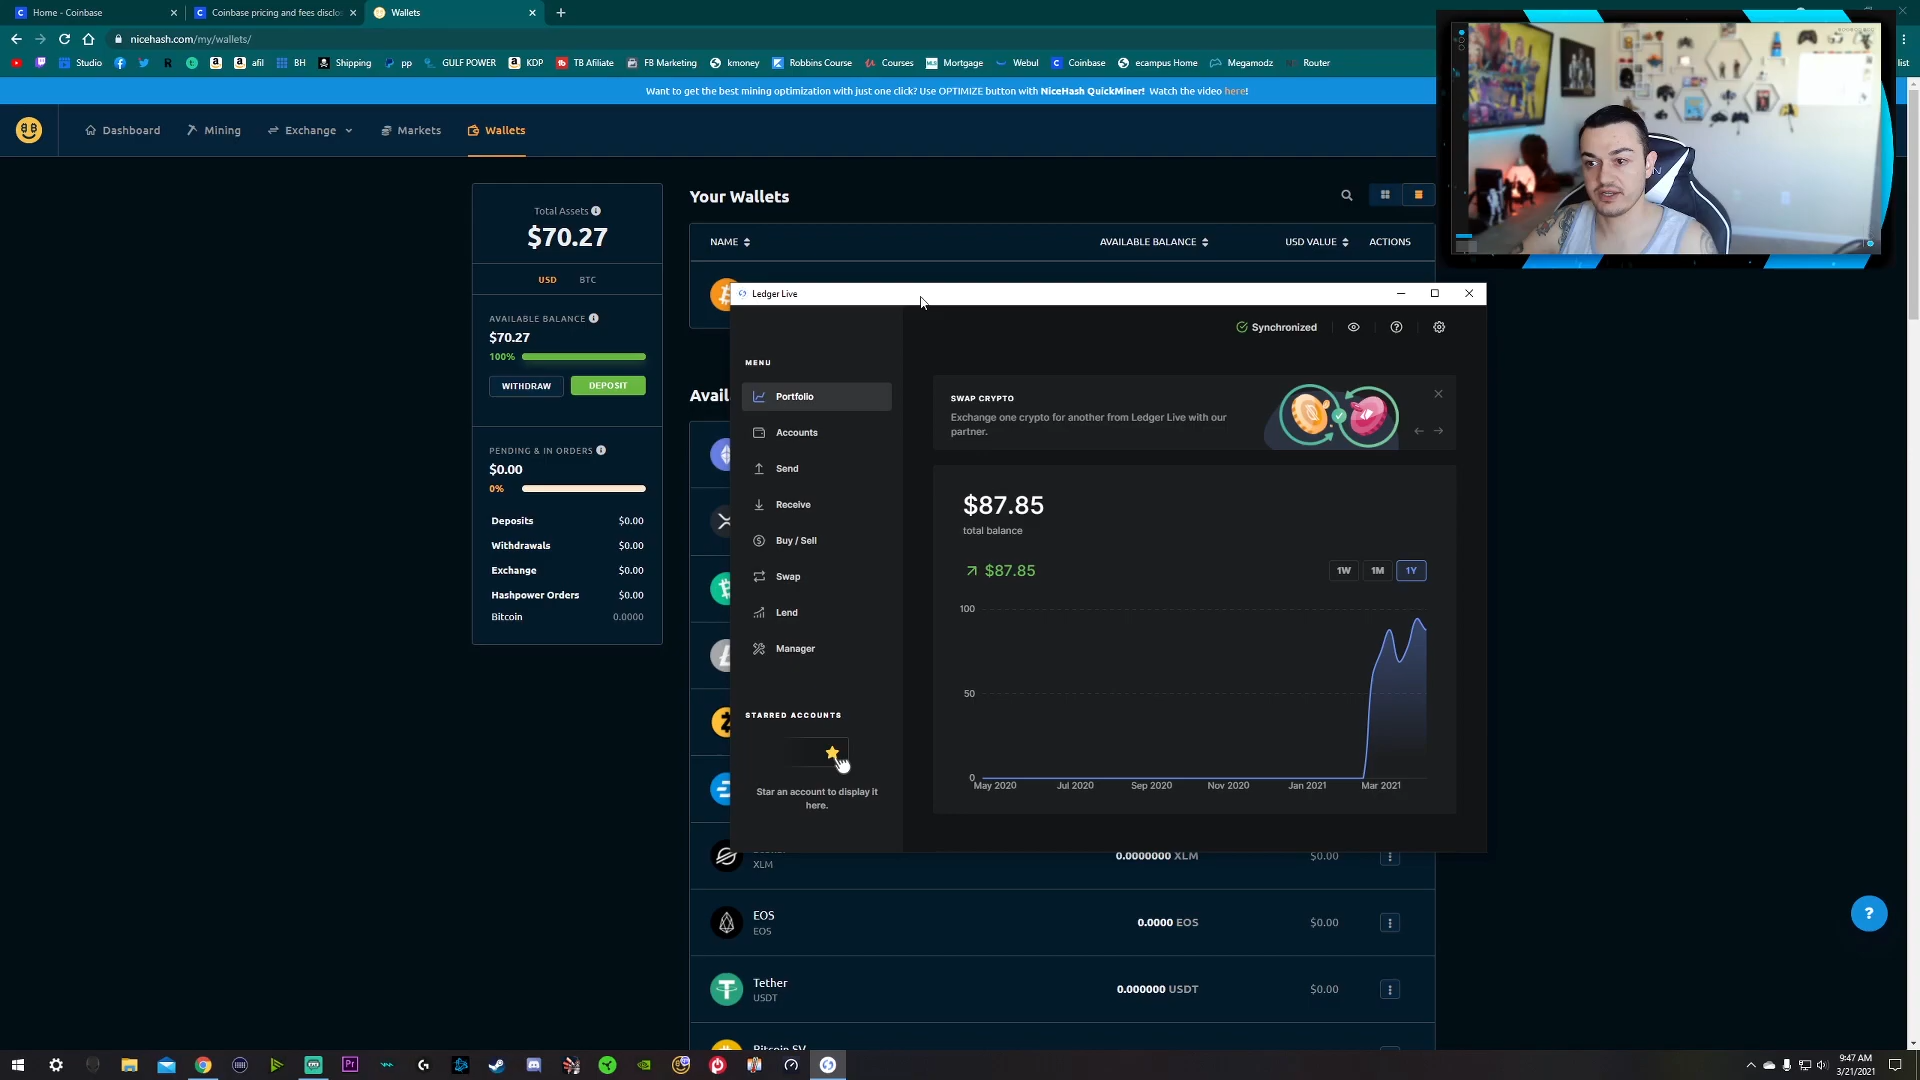 Home - Coinbase
Coinbase pricing and fees disclo
Wallets
nicehash.com/my/wallets/
Studio
afil
BH
Shipping
pp
GULF POWER
KDP
TB Afiliate
FB Marketing
kmoney
Robbins Course
Courses
Mortgage
Webul
Coinbase
ecampus Home
Megamodz
Router
list
Want to get the best mining optimization with just one click? Use OPTIMIZE button with NiceHash QuickMiner! Watch the video here!
Dashboard
Mining
Exchange
Markets
Wallets
Total Assets
$70.27
USD
BTC
AVAILABLE BALANCE
$70.27
100%
WITHDRAW
DEPOSIT
PENDING & IN ORDERS
$0.00
0%
Deposits $0.00
Withdrawals $0.00
Exchange $0.00
Hashpower Orders $0.00
Bitcoin 0.0000
Your Wallets
NAME
AVAILABLE BALANCE
USD VALUE
ACTIONS
Avail
Ledger Live
Synchronized
MENU
Portfolio
Accounts
Send
Receive
Buy / Sell
Swap
Lend
Manager
STARRED ACCOUNTS
Star an account to display it
here.
SWAP CRYPTO
Exchange one crypto for another from Ledger Live with our
partner.
$87.85
total balance
$87.85
1W
1M
1Y
100
50
0
May 2020
Jul 2020
Sep 2020
Nov 2020
Jan 2021
Mar 2021
XLM
0.0000000 XLM
$0.00
EOS
EOS
0.0000 EOS
$0.00
Tether
USDT
0.000000 USDT
$0.00
Bitcoin SV
9:47 AM
3/21/2021